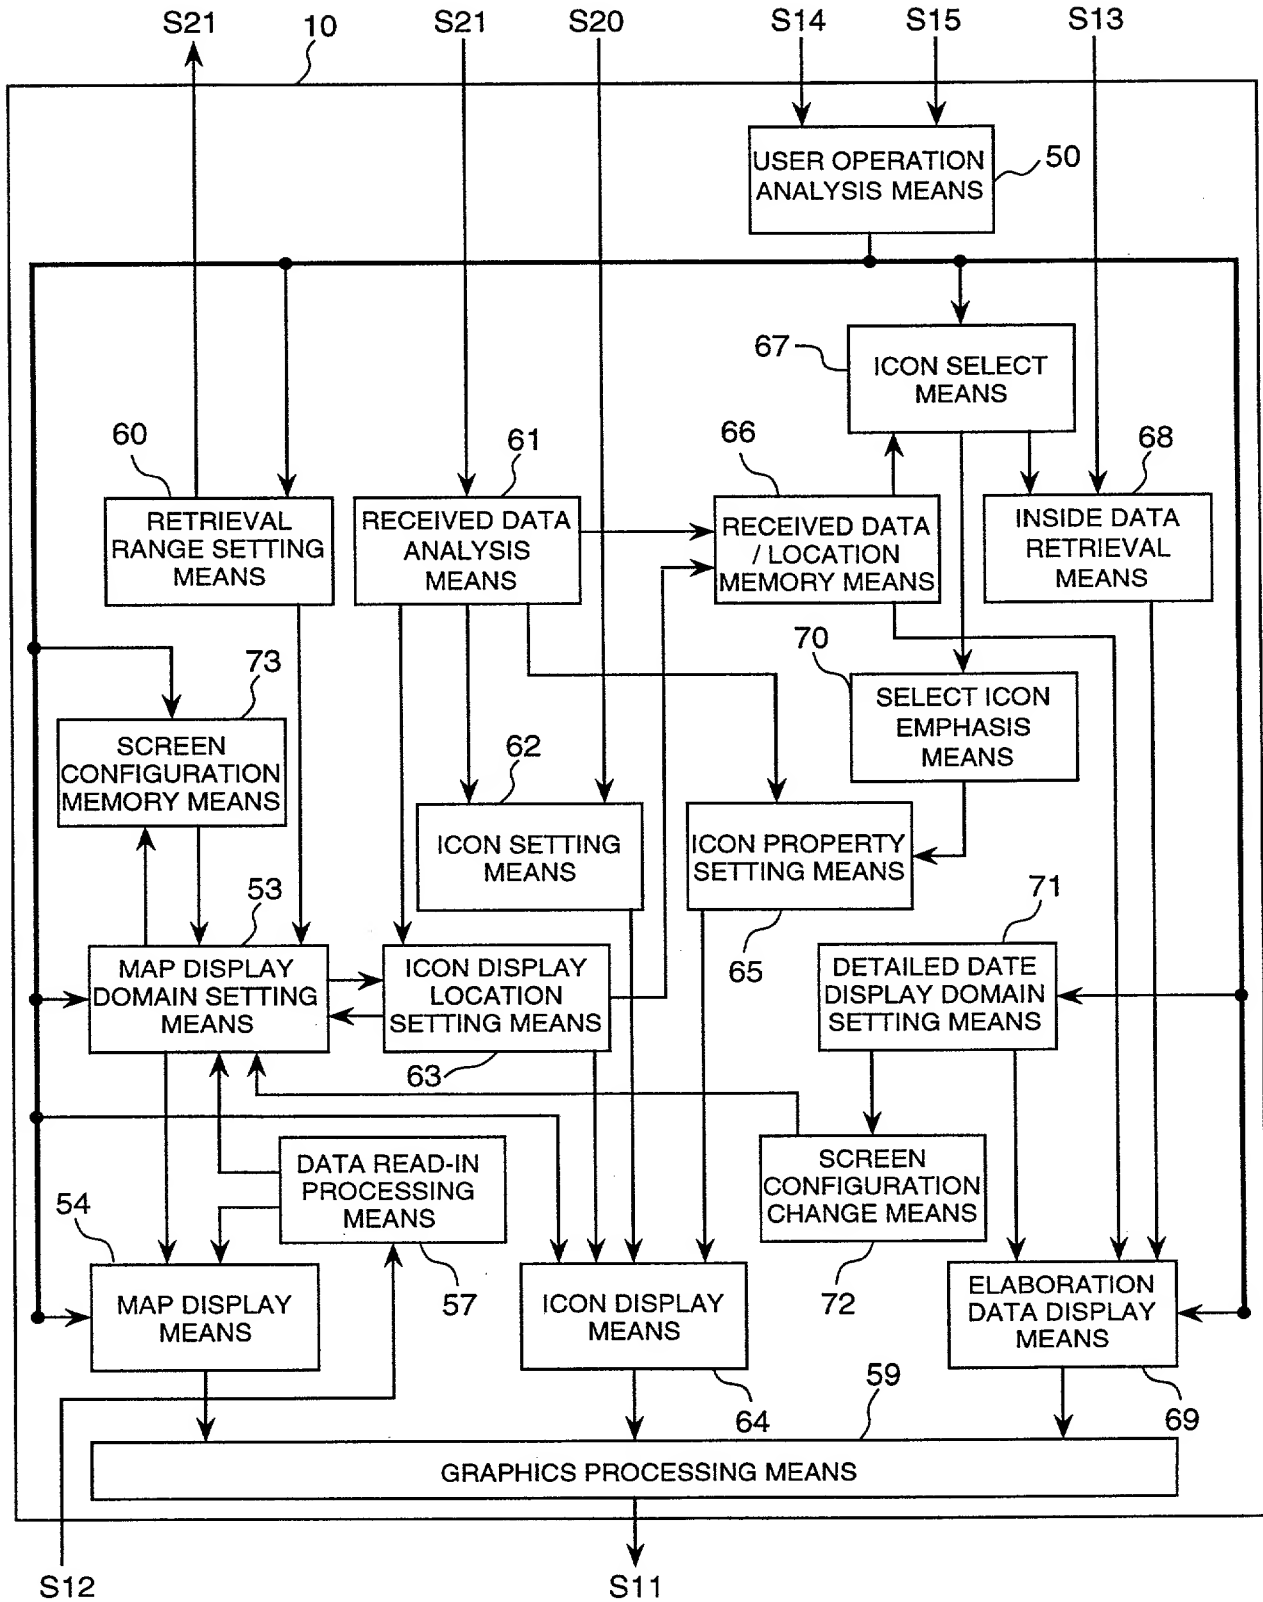 S21
10
S21
S20
S14
S15
S13
USER OPERATION
ANALYSIS MEANS
50
67
ICON SELECT
MEANS
60
RETRIEVAL
RANGE SETTING
MEANS
61
RECEIVED DATA
ANALYSIS
MEANS
66
RECEIVED DATA
/ LOCATION
MEMORY MEANS
68
INSIDE DATA
RETRIEVAL
MEANS
73
SCREEN
CONFIGURATION
MEMORY MEANS
62
ICON SETTING
MEANS
70
SELECT ICON
EMPHASIS
MEANS
ICON PROPERTY
SETTING MEANS
65
53
MAP DISPLAY
DOMAIN SETTING
MEANS
ICON DISPLAY
LOCATION
SETTING MEANS
63
71
DETAILED DATE
DISPLAY DOMAIN
SETTING MEANS
DATA READ-IN
PROCESSING
MEANS
57
SCREEN
CONFIGURATION
CHANGE MEANS
72
54
MAP DISPLAY
MEANS
ICON DISPLAY
MEANS
64
ELABORATION
DATA DISPLAY
MEANS
69
59
GRAPHICS PROCESSING MEANS
S12
S11